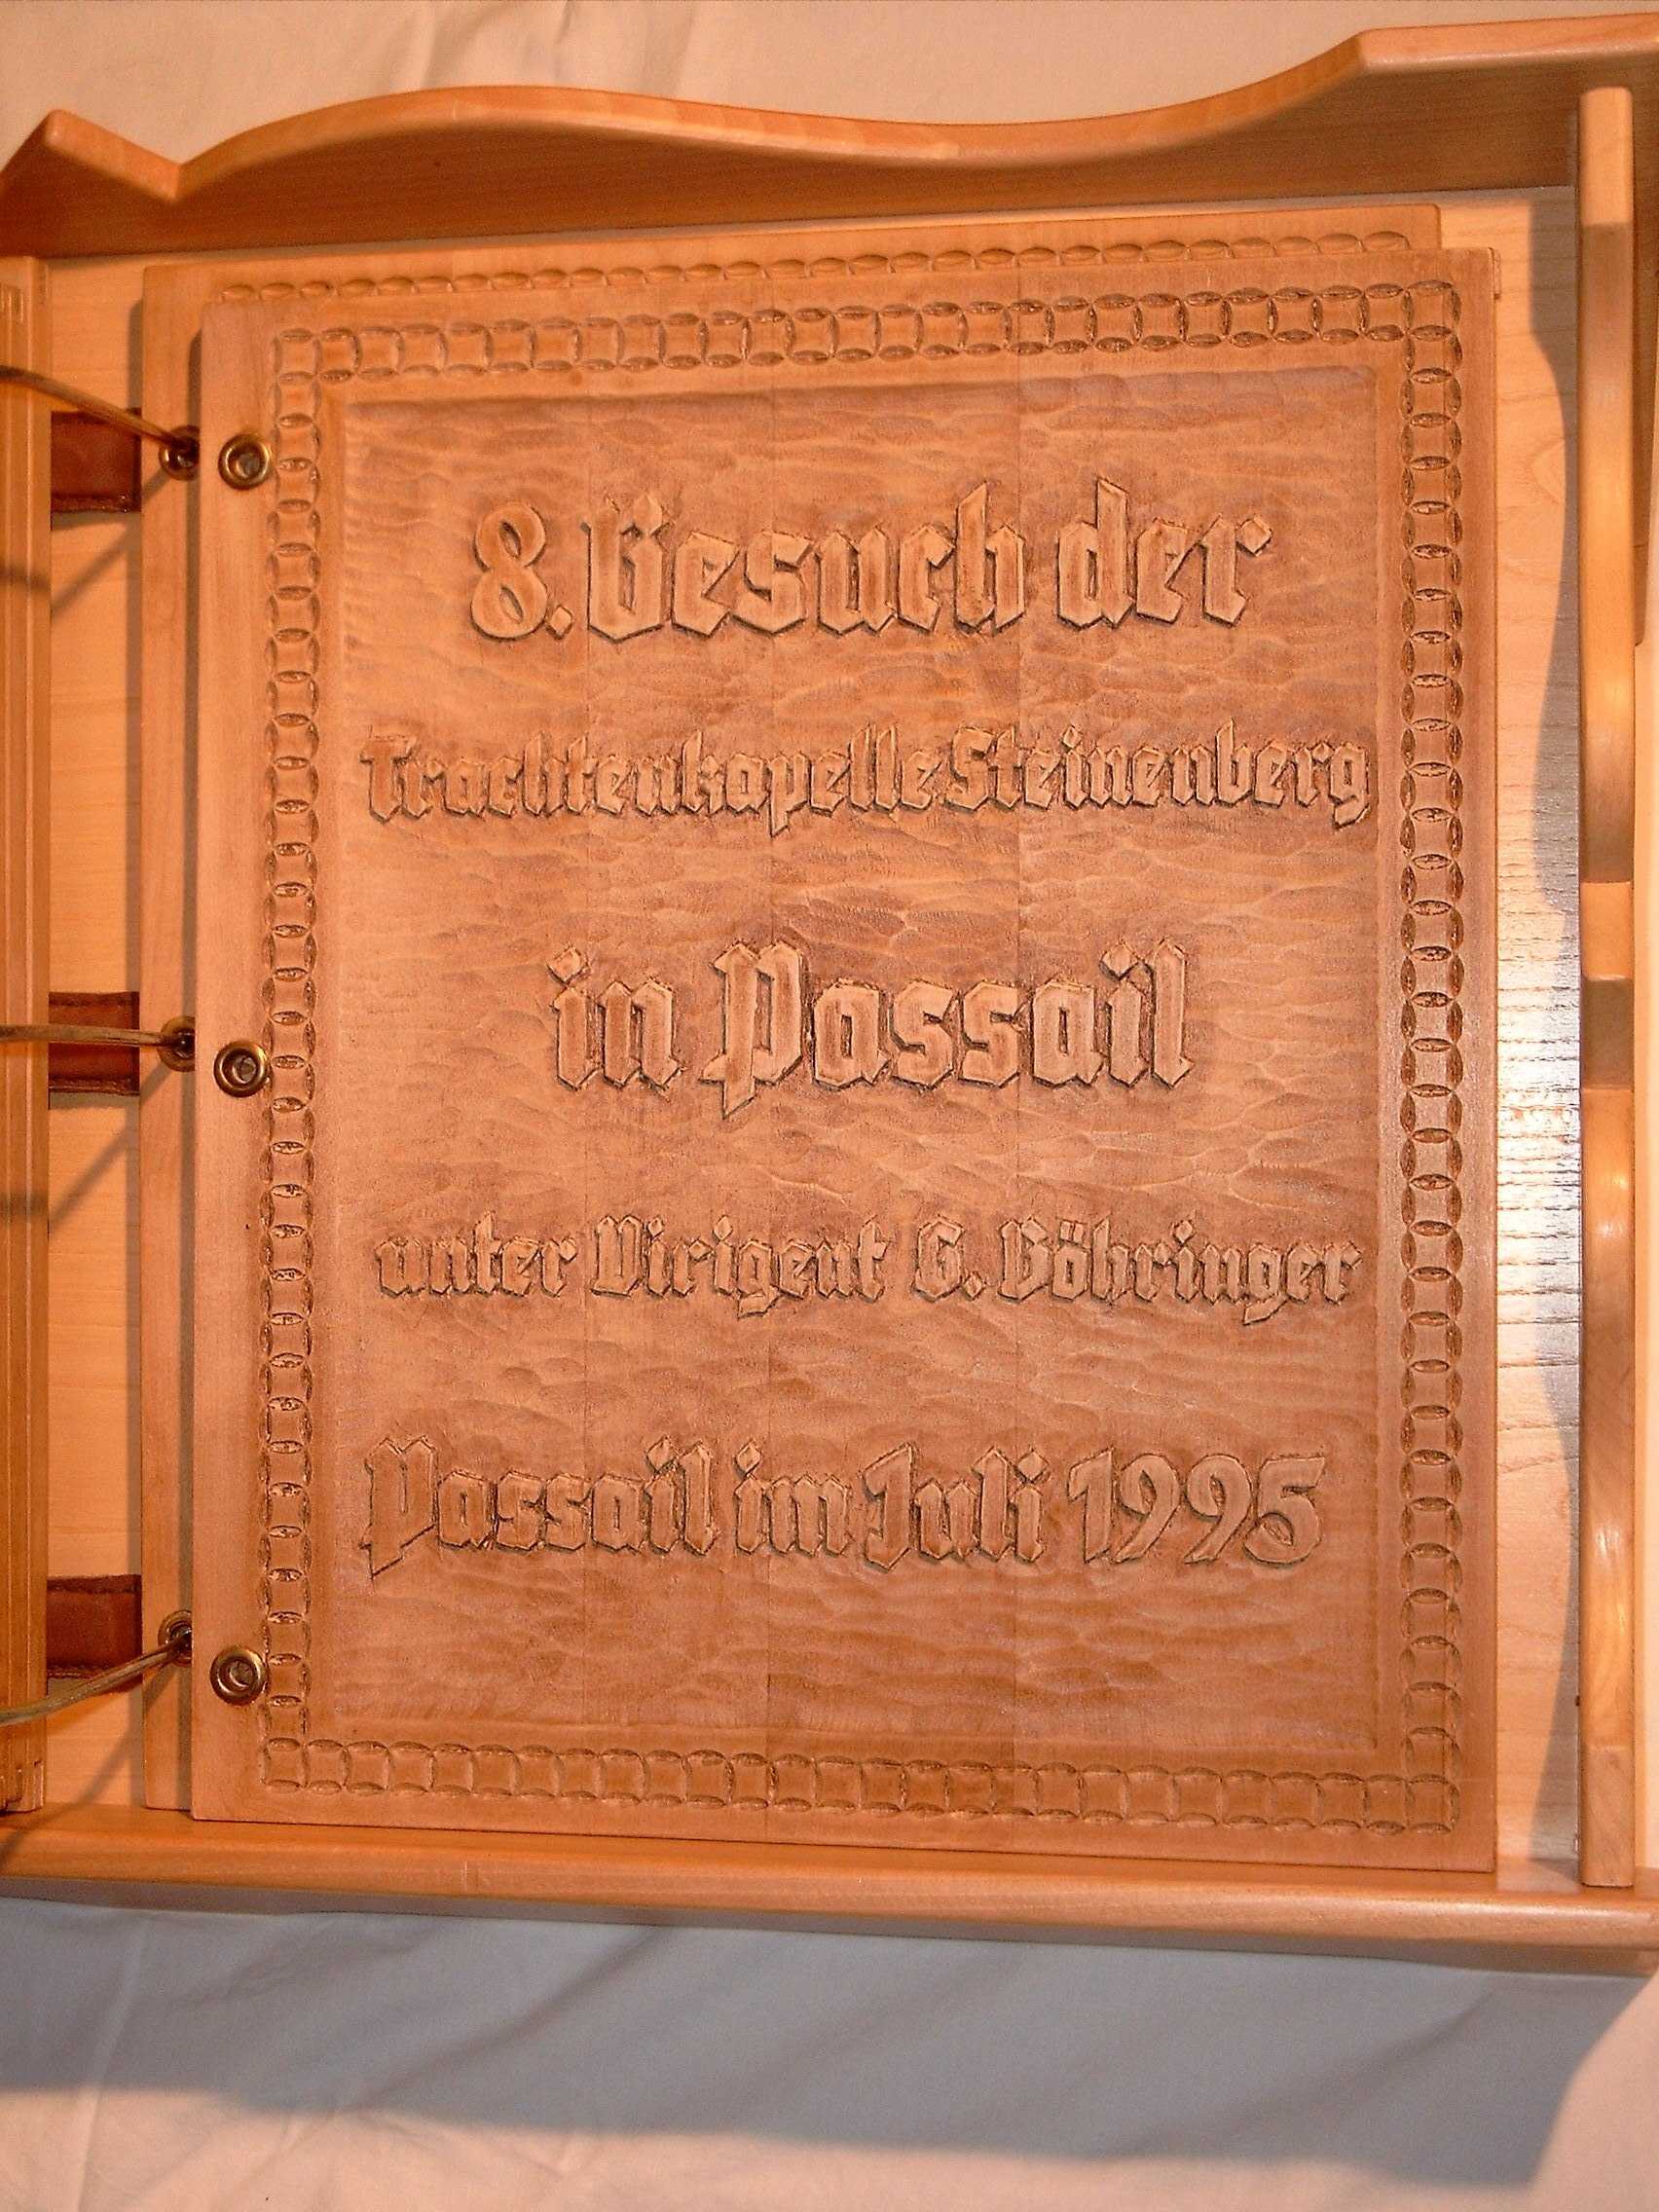 8. Besuch der
Trachtenkapelle Steinenberg
in Passail
unter Dirigent G. Böhringer
Passail im Juli 1995